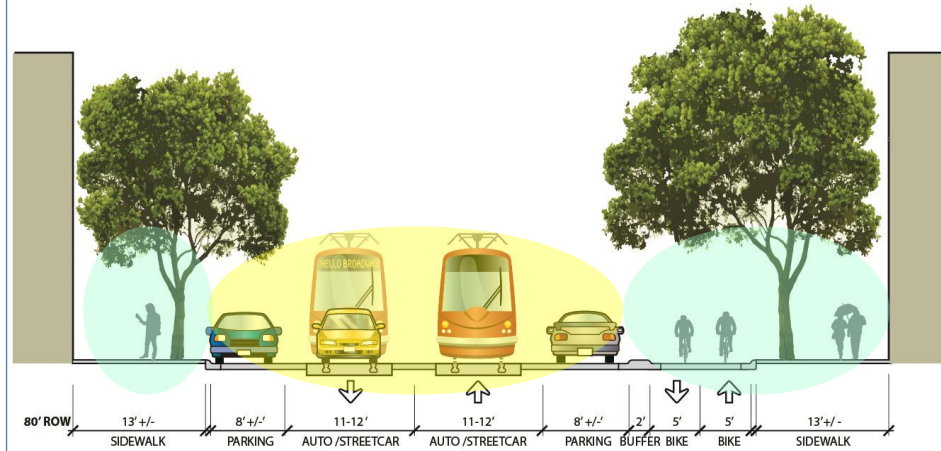 HELLO BROADWAY
80' ROW 13' +/- 8' +/-' 11-12' 11-12' 8' +/-' 2' 5' 5' 13' +/-
SIDEWALK PARKING AUTO /STREETCAR AUTO /STREETCAR PARKING BUFFER BIKE BIKE SIDEWALK